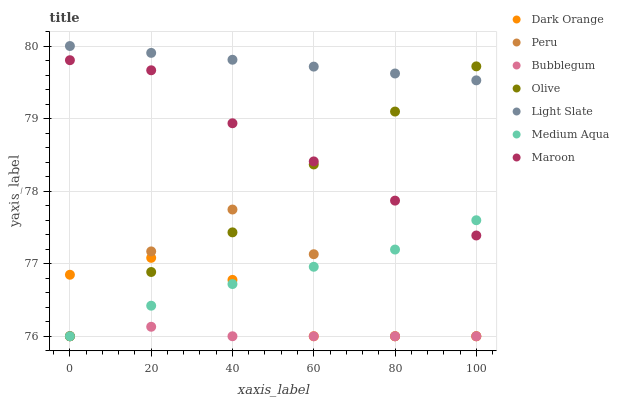 title
yaxis_label
80
79
78
77
76
0
20
40
60
80
100
xaxis_label
Dark Orange
Peru
Bubblegum
Olive
Light Slate
Medium Aqua
Maroon